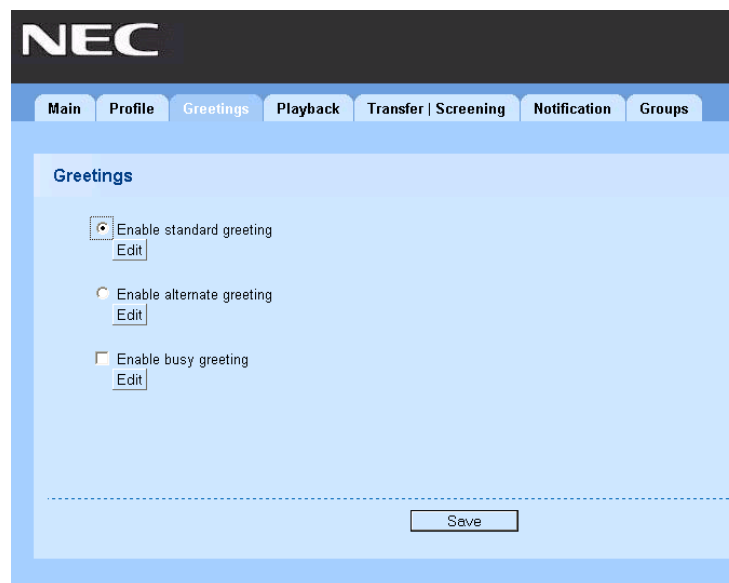 NEC
Main Profile Greetings Playback Transfer | Screening Notification Groups
Greetings
Enable standard greeting
Edit
Enable alternate greeting
Edit
Enable busy greeting
Edit
Save